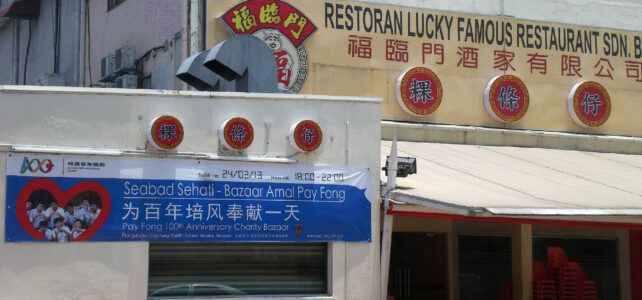 福臨門
RESTORAN LUCKY FAMOUS RESTAURANT SDN. B
福臨門酒家有限公司
粿 條 仔
粿 條 仔
100
24/03/13 18:00 - 22:00
Seabad Sehati - Bazaar Amal Pay Fong
为百年培风奉献一天
Pay Fong 100th Anniversary Charity Bazaar